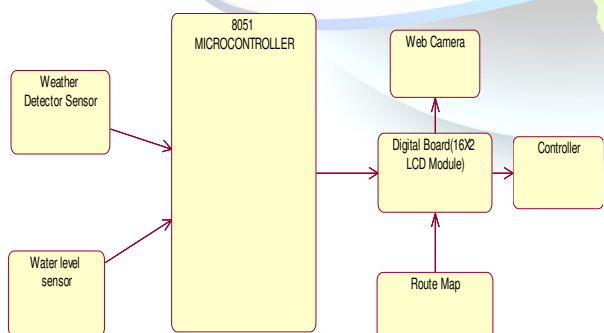 8051
MICROCONTROLLER
Web Camera
Weather
Detector Sensor
Digital Board(16X2
LCD Module)
Controller
Water level
sensor
Route Map